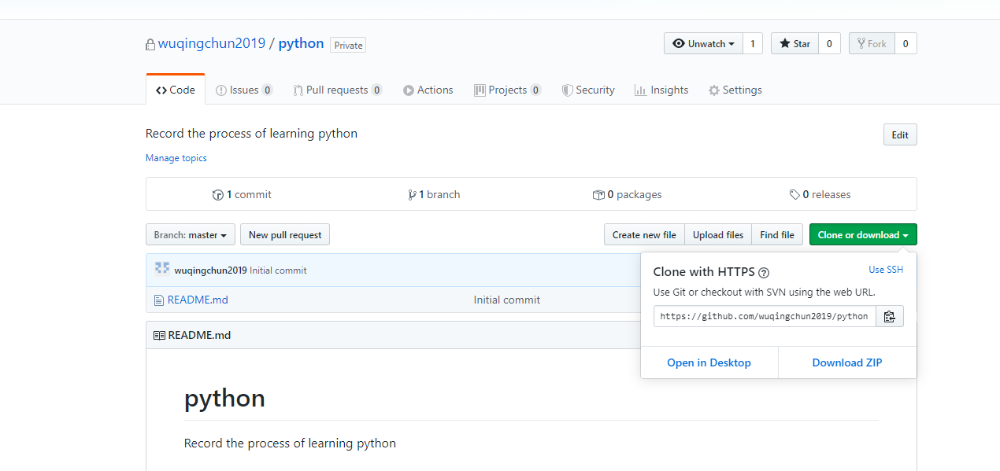 wuqingchun2019 / python Private Unwatch 1 Star 0 Fork 0
Code Issues 0 Pull requests 0 Actions Projects 0 Security Insights Settings
Record the process of learning python Edit
Manage topics
1 commit 1 branch 0 packages 0 releases
Branch: master New pull request Create new file Upload files Find file Clone or download
wuqingchun2019 Initial commit
README.md Initial commit
Clone with HTTPS ? Use SSH
Use Git or checkout with SVN using the web URL.
https://github.com/wuqingchun2019/python
Open in Desktop Download ZIP
README.md
python
Record the process of learning python